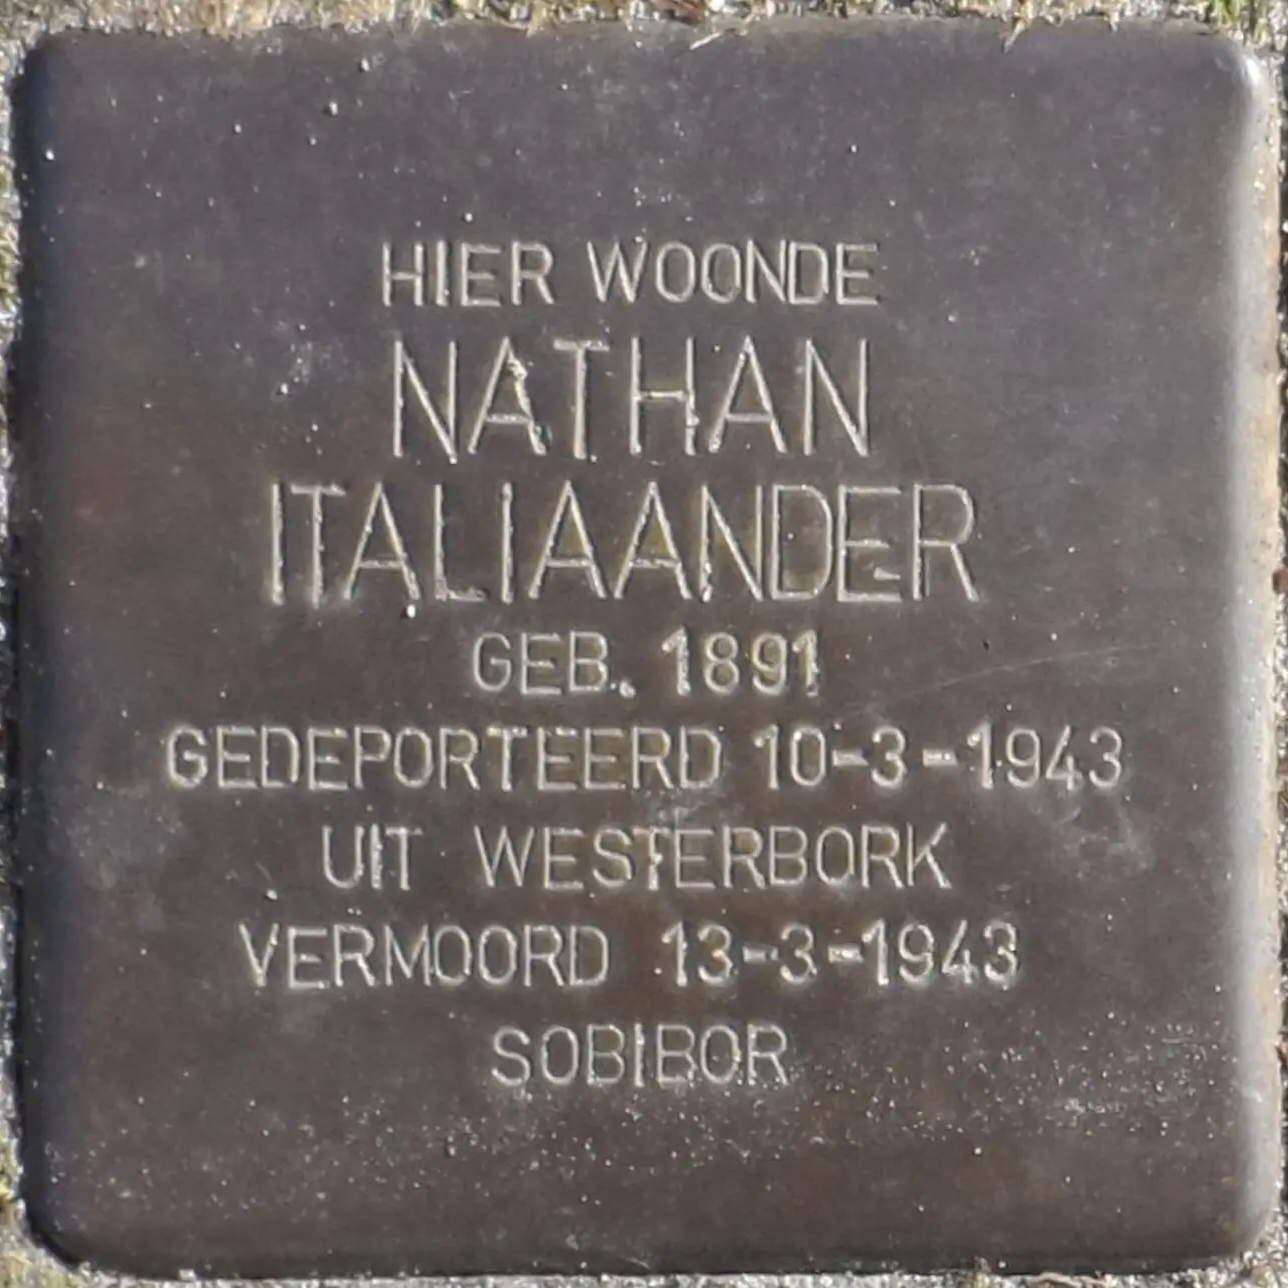 HIER WOONDE
NATHAN
ITALIAANDER
GEB. 1891
GEDEPORTEERD 10-3-1943
UIT WESTERBORK
VERMOORD 13-3-1943
SOBIBOR